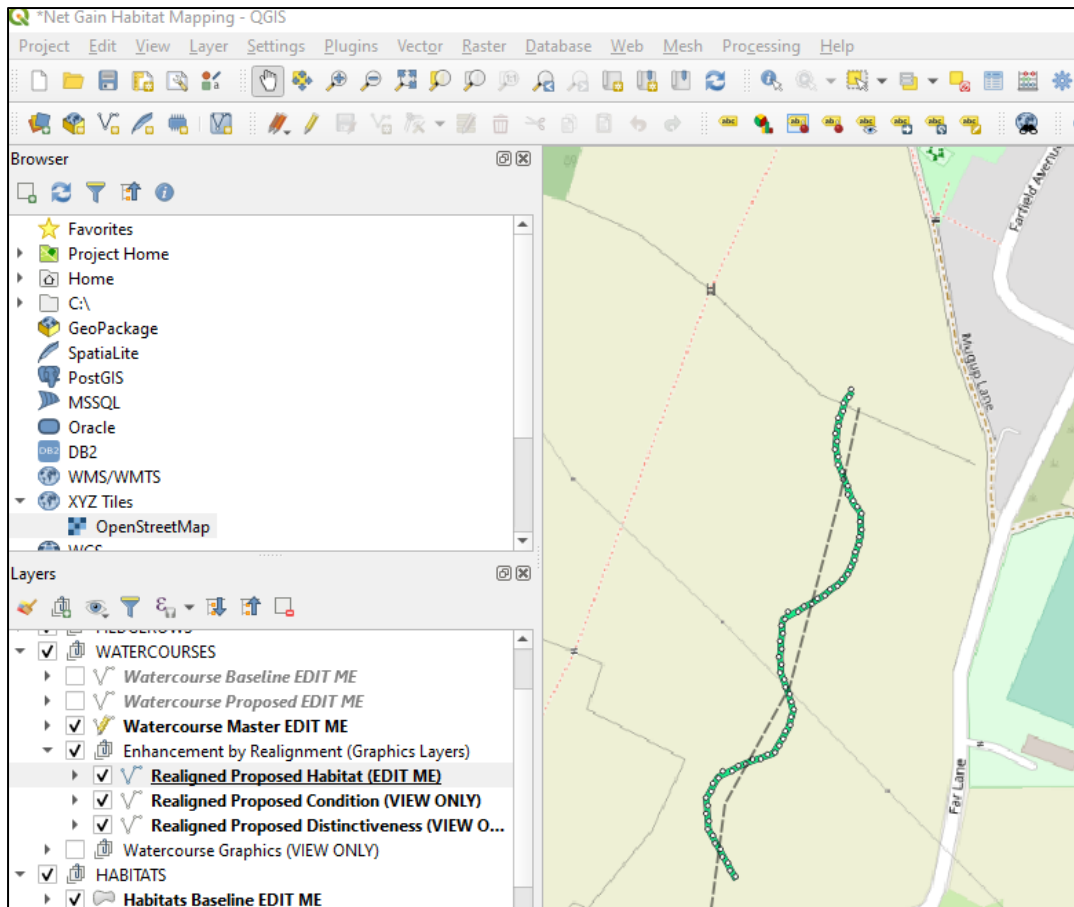 *Net Gain Habitat Mapping - QGIS
Project Edit View Layer Settings Plugins Vector Raster Database Web Mesh Processing Help
Browser
Favorites
Project Home
Home
C:\
GeoPackage
SpatiaLite
PostGIS
MSSQL
Oracle
DB2
WMS/WMTS
XYZ Tiles
OpenStreetMap
WCS
Layers
HEDGEROWS
WATERCOURSES
Watercourse Baseline EDIT ME
Watercourse Proposed EDIT ME
Watercourse Master EDIT ME
Enhancement by Realignment (Graphics Layers)
Realigned Proposed Habitat (EDIT ME)
Realigned Proposed Condition (VIEW ONLY)
Realigned Proposed Distinctiveness (VIEW O...
Watercourse Graphics (VIEW ONLY)
HABITATS
Habitats Baseline EDIT ME
Farfield Avenue
Mugup Lane
Far Lane